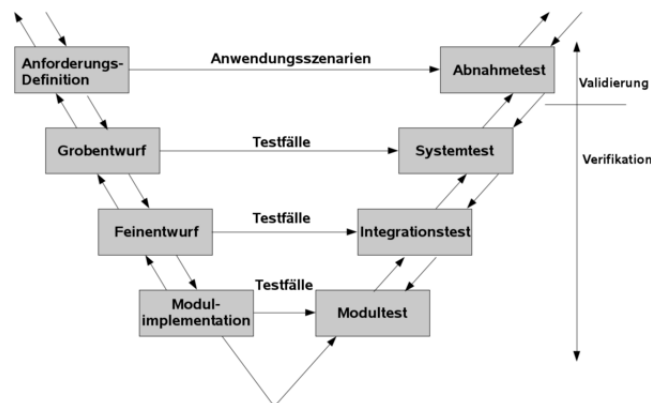 Anforderungs-
Definition
Anwendungsszenarien
Abnahmetest
Validierung
Grobentwurf
Testfälle
Systemtest
Verifikation
Feinentwurf
Testfälle
Integrationstest
Modul-
implementation
Testfälle
Modultest